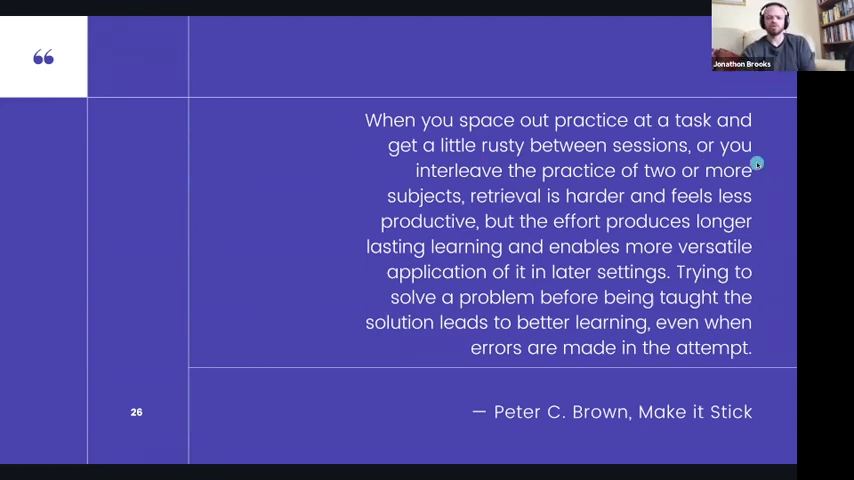 “
Jonathon Brooks
When you space out practice at a task and
get a little rusty between sessions, or you
interleave the practice of two or more
subjects, retrieval is harder and feels less
productive, but the effort produces longer
lasting learning and enables more versatile
application of it in later settings. Trying to
solve a problem before being taught the
solution leads to better learning, even when
errors are made in the attempt.
26
— Peter C. Brown, Make it Stick